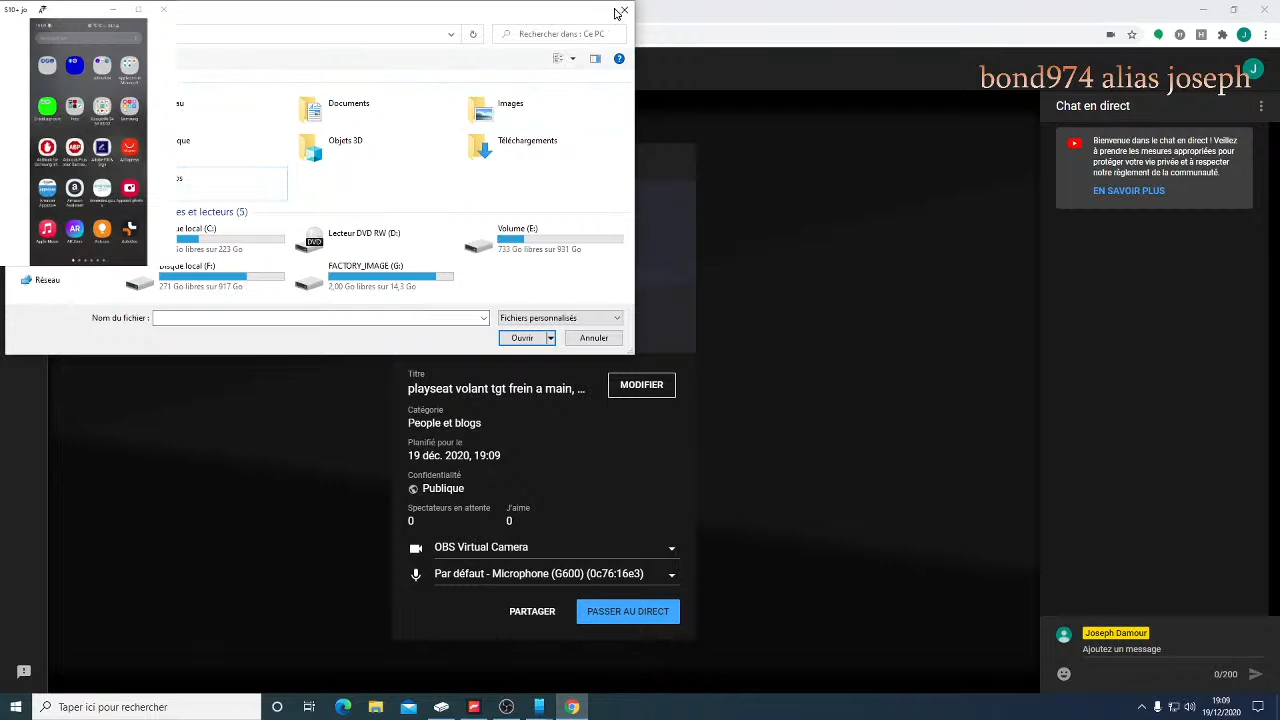 S10+ jo
Rechercher dans : Ce PC
bond974 alias joseph
Chat en direct
Documents
Images
Objets 3D
Téléchargements
es et lecteurs (5)
Go libres sur 223 Go
Lecteur DVD RW (D:)
Volume (E:)
733 Go libres sur 931 Go
Réseau
271 Go libres sur 917 Go
FACTORY_IMAGE (G:)
2,00 Go libres sur 14,3 Go
Nom du fichier :
Fichiers personnalisés
Ouvrir
Annuler
Bienvenue dans le chat en direct ! Veillez
à prendre les mesures appropriées pour
protéger votre vie privée et à respecter
notre règlement de la communauté.
EN SAVOIR PLUS
Titre
playseat volant tgt frein a main, ...
MODIFIER
Catégorie
People et blogs
Planifié pour le
19 déc. 2020, 19:09
Confidentialité
Publique
Spectateurs en attente
J'aime
0
0
OBS Virtual Camera
Par défaut - Microphone (G600) (0c76:16e3)
PARTAGER
PASSER AU DIRECT
Joseph Damour
Ajoutez un message
0/200
Taper ici pour rechercher
19:09
19/12/2020